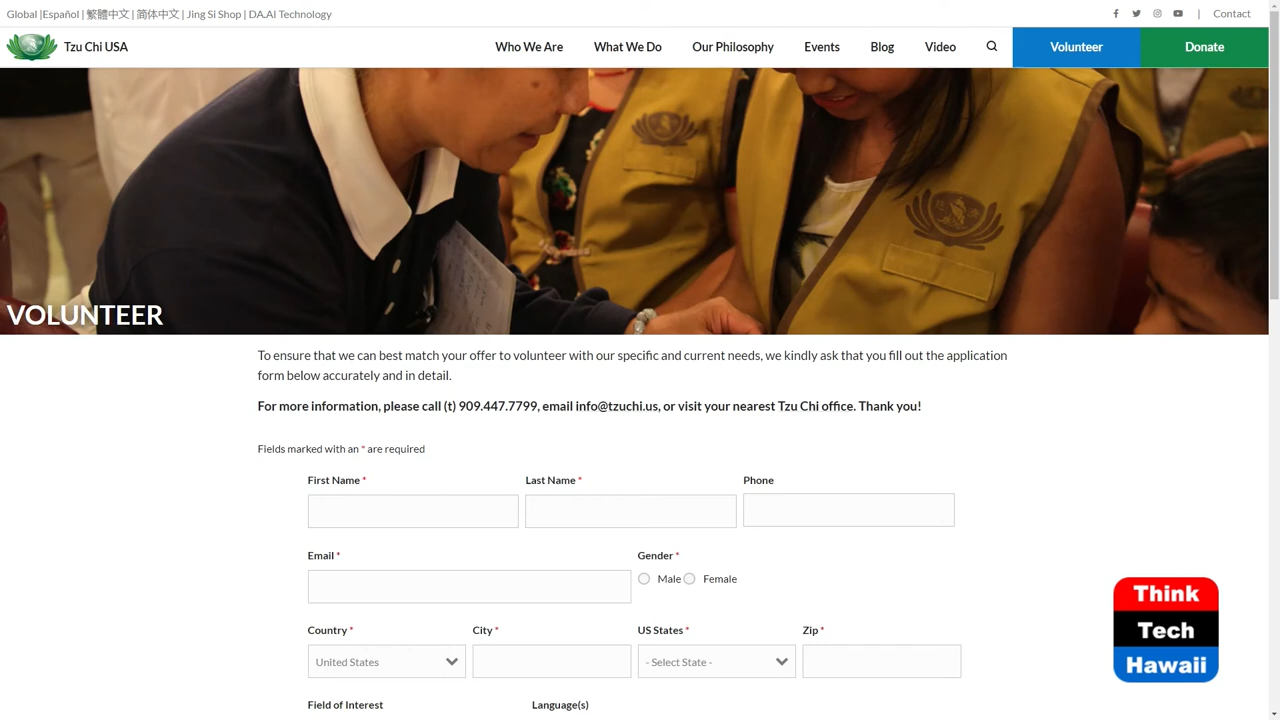 Global |Español | 繁體中文 | 简体中文 | Jing Si Shop | DA.AI Technology
| Contact
Tzu Chi USA
Who We Are What We Do Our Philosophy Events Blog Video Volunteer Donate
VOLUNTEER
To ensure that we can best match your offer to volunteer with our specific and current needs, we kindly ask that you fill out the application
form below accurately and in detail.
For more information, please call (t) 909.447.7799, email info@tzuchi.us, or visit your nearest Tzu Chi office. Thank you!
Fields marked with an * are required
First Name * Last Name * Phone
Email * Gender *
Male Female
Country * City * US States * Zip *
United States - Select State -
Field of Interest Language(s)
Think
Tech
Hawaii